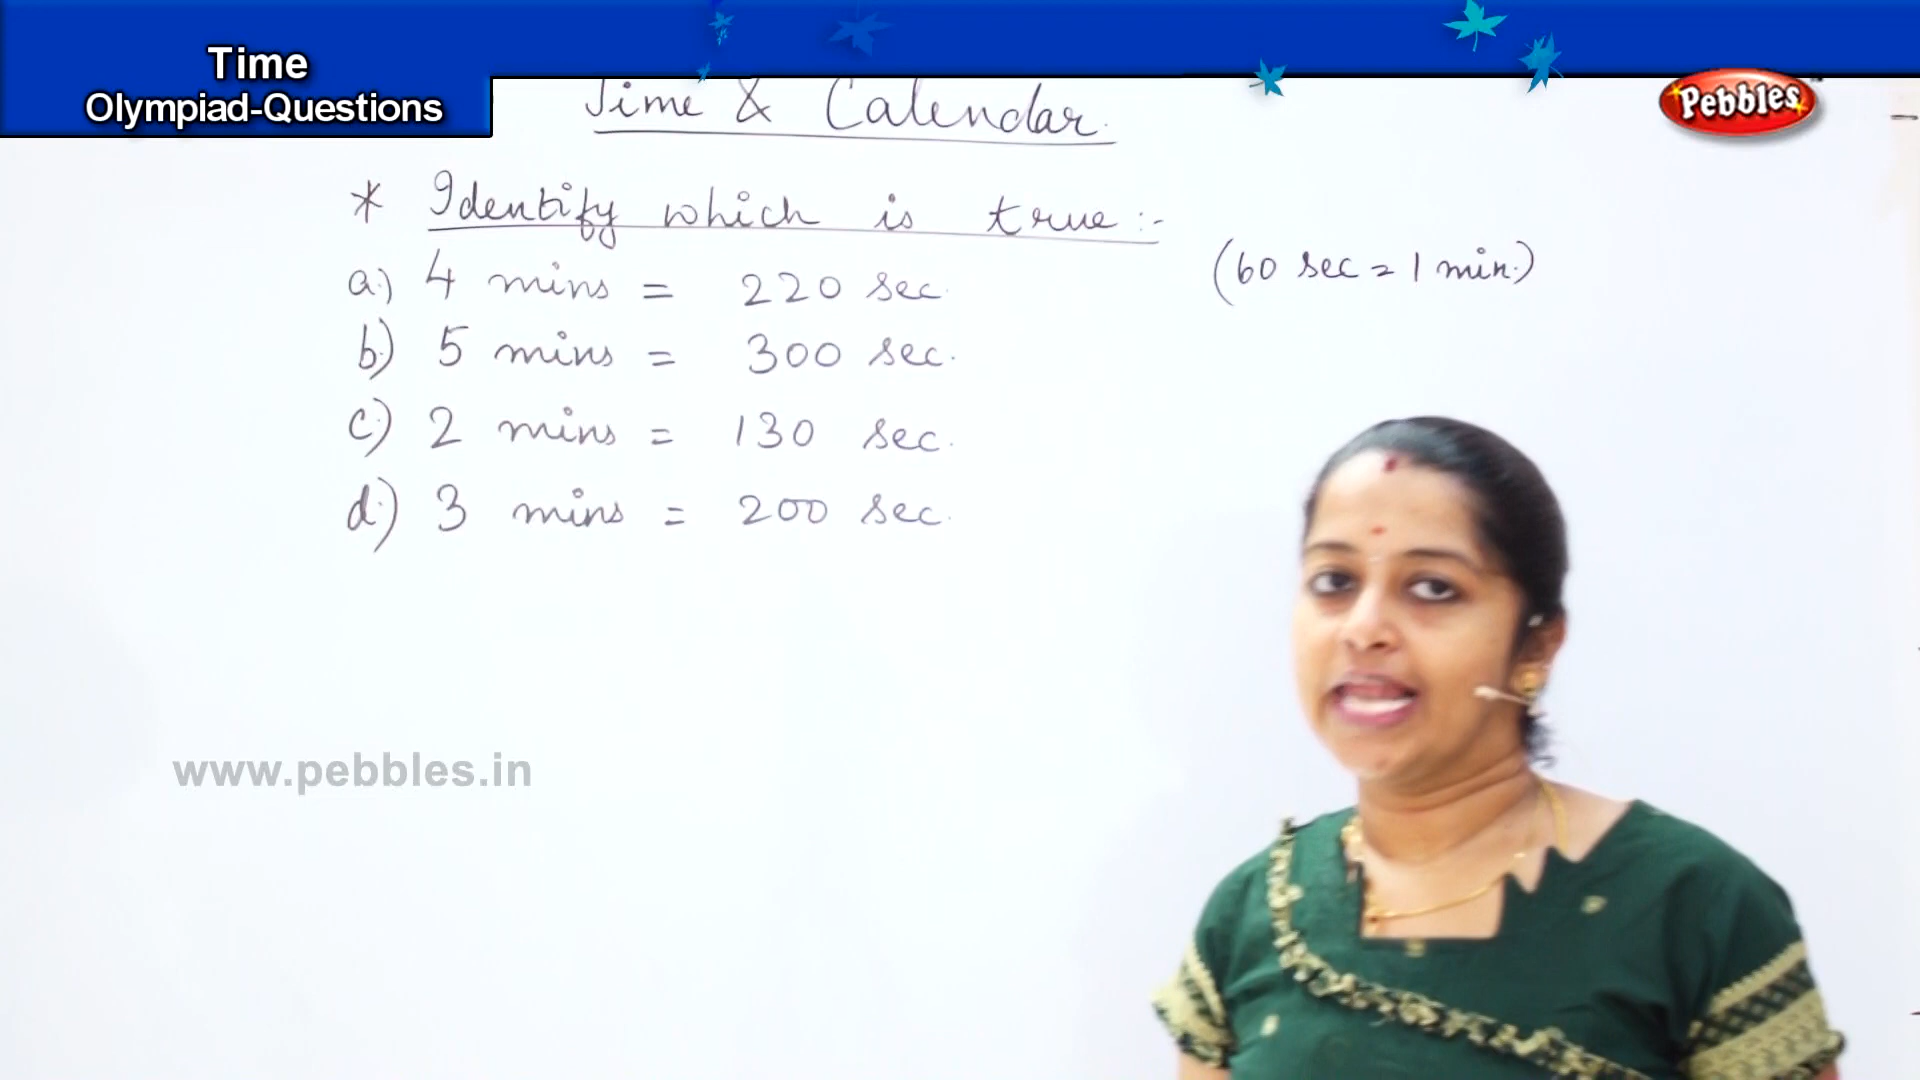 Time
Olympiad-Questions
Time & Calendar.
Pebbles
* Identify which is true:-
(60 sec = 1 min.)
a.) 4 mins = 220 sec.
b.) 5 mins = 300 sec.
c.) 2 mins = 130 sec.
d.) 3 mins = 200 sec.
www.pebbles.in